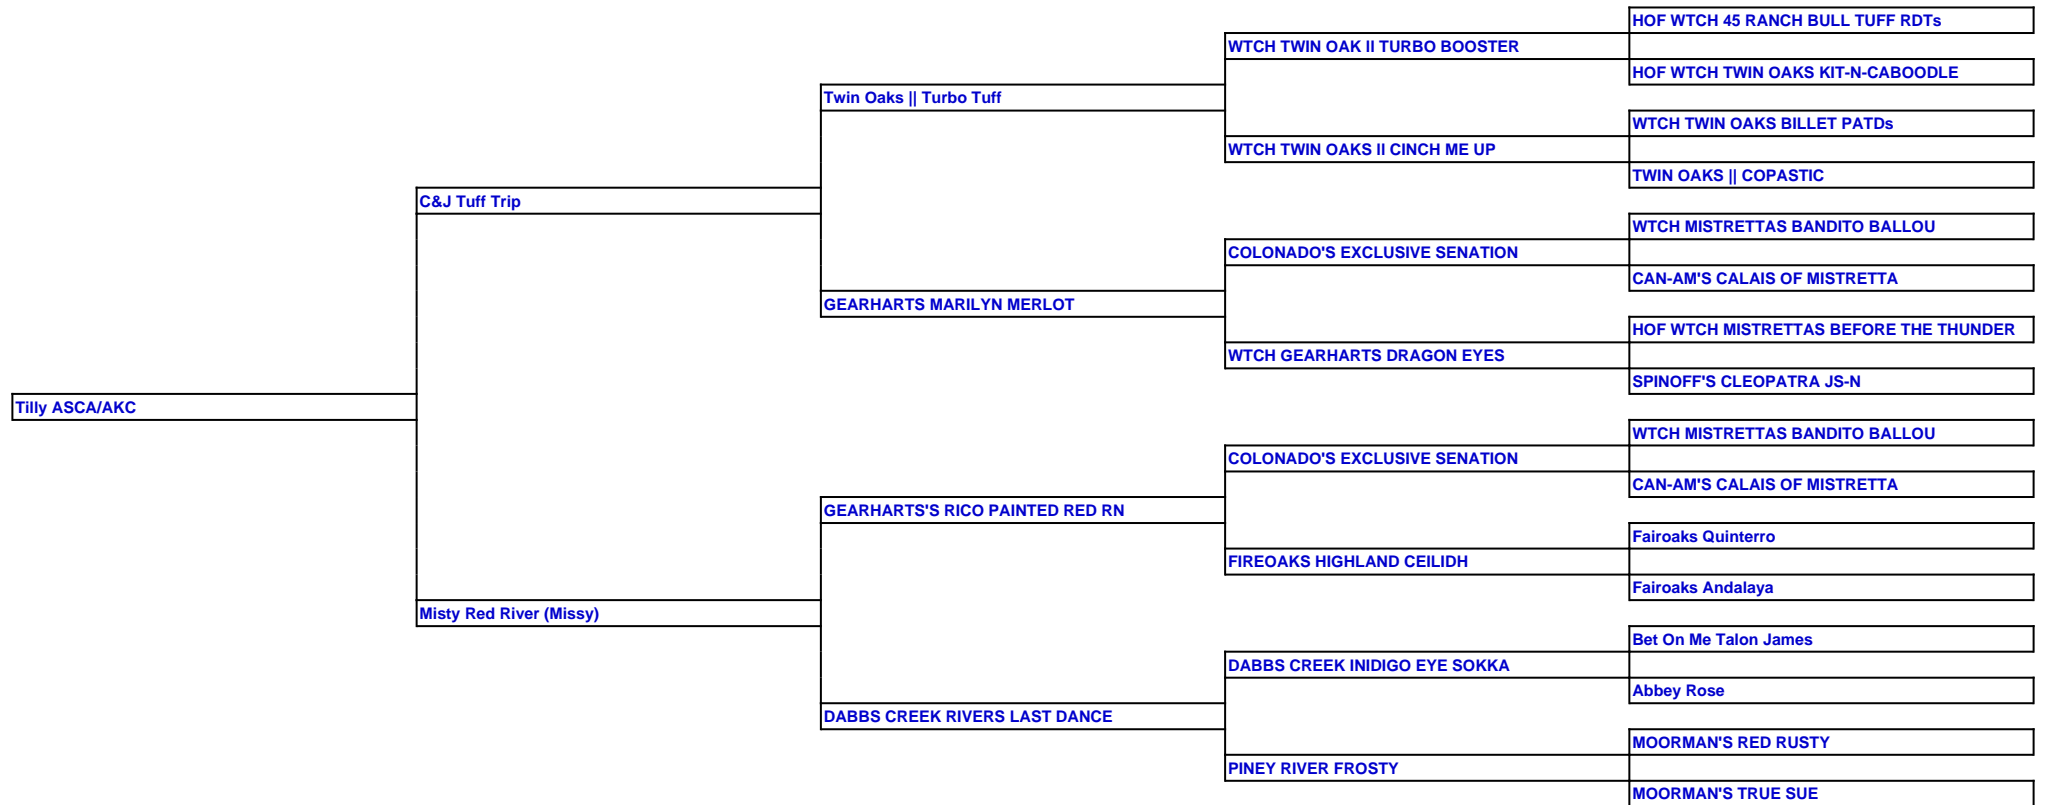 HOF WTCH 45 RANCH BULL TUFF RDTs
WTCH TWIN OAK II TURBO BOOSTER
HOF WTCH TWIN OAKS KIT-N-CABOODLE
Twin Oaks || Turbo Tuff
WTCH TWIN OAKS BILLET PATDs
WTCH TWIN OAKS II CINCH ME UP
TWIN OAKS || COPASTIC
C&J Tuff Trip
WTCH MISTRETTAS BANDITO BALLOU
COLONADO'S EXCLUSIVE SENATION
CAN-AM'S CALAIS OF MISTRETTA
GEARHARTS MARILYN MERLOT
HOF WTCH MISTRETTAS BEFORE THE THUNDER
WTCH GEARHARTS DRAGON EYES
SPINOFF'S CLEOPATRA JS-N
Tilly ASCA/AKC
WTCH MISTRETTAS BANDITO BALLOU
COLONADO'S EXCLUSIVE SENATION
CAN-AM'S CALAIS OF MISTRETTA
GEARHARTS'S RICO PAINTED RED RN
Fairoaks Quinterro
FIREOAKS HIGHLAND CEILIDH
Fairoaks Andalaya
Misty Red River (Missy)
Bet On Me Talon James
DABBS CREEK INIDIGO EYE SOKKA
Abbey Rose
DABBS CREEK RIVERS LAST DANCE
MOORMAN'S RED RUSTY
PINEY RIVER FROSTY
MOORMAN'S TRUE SUE